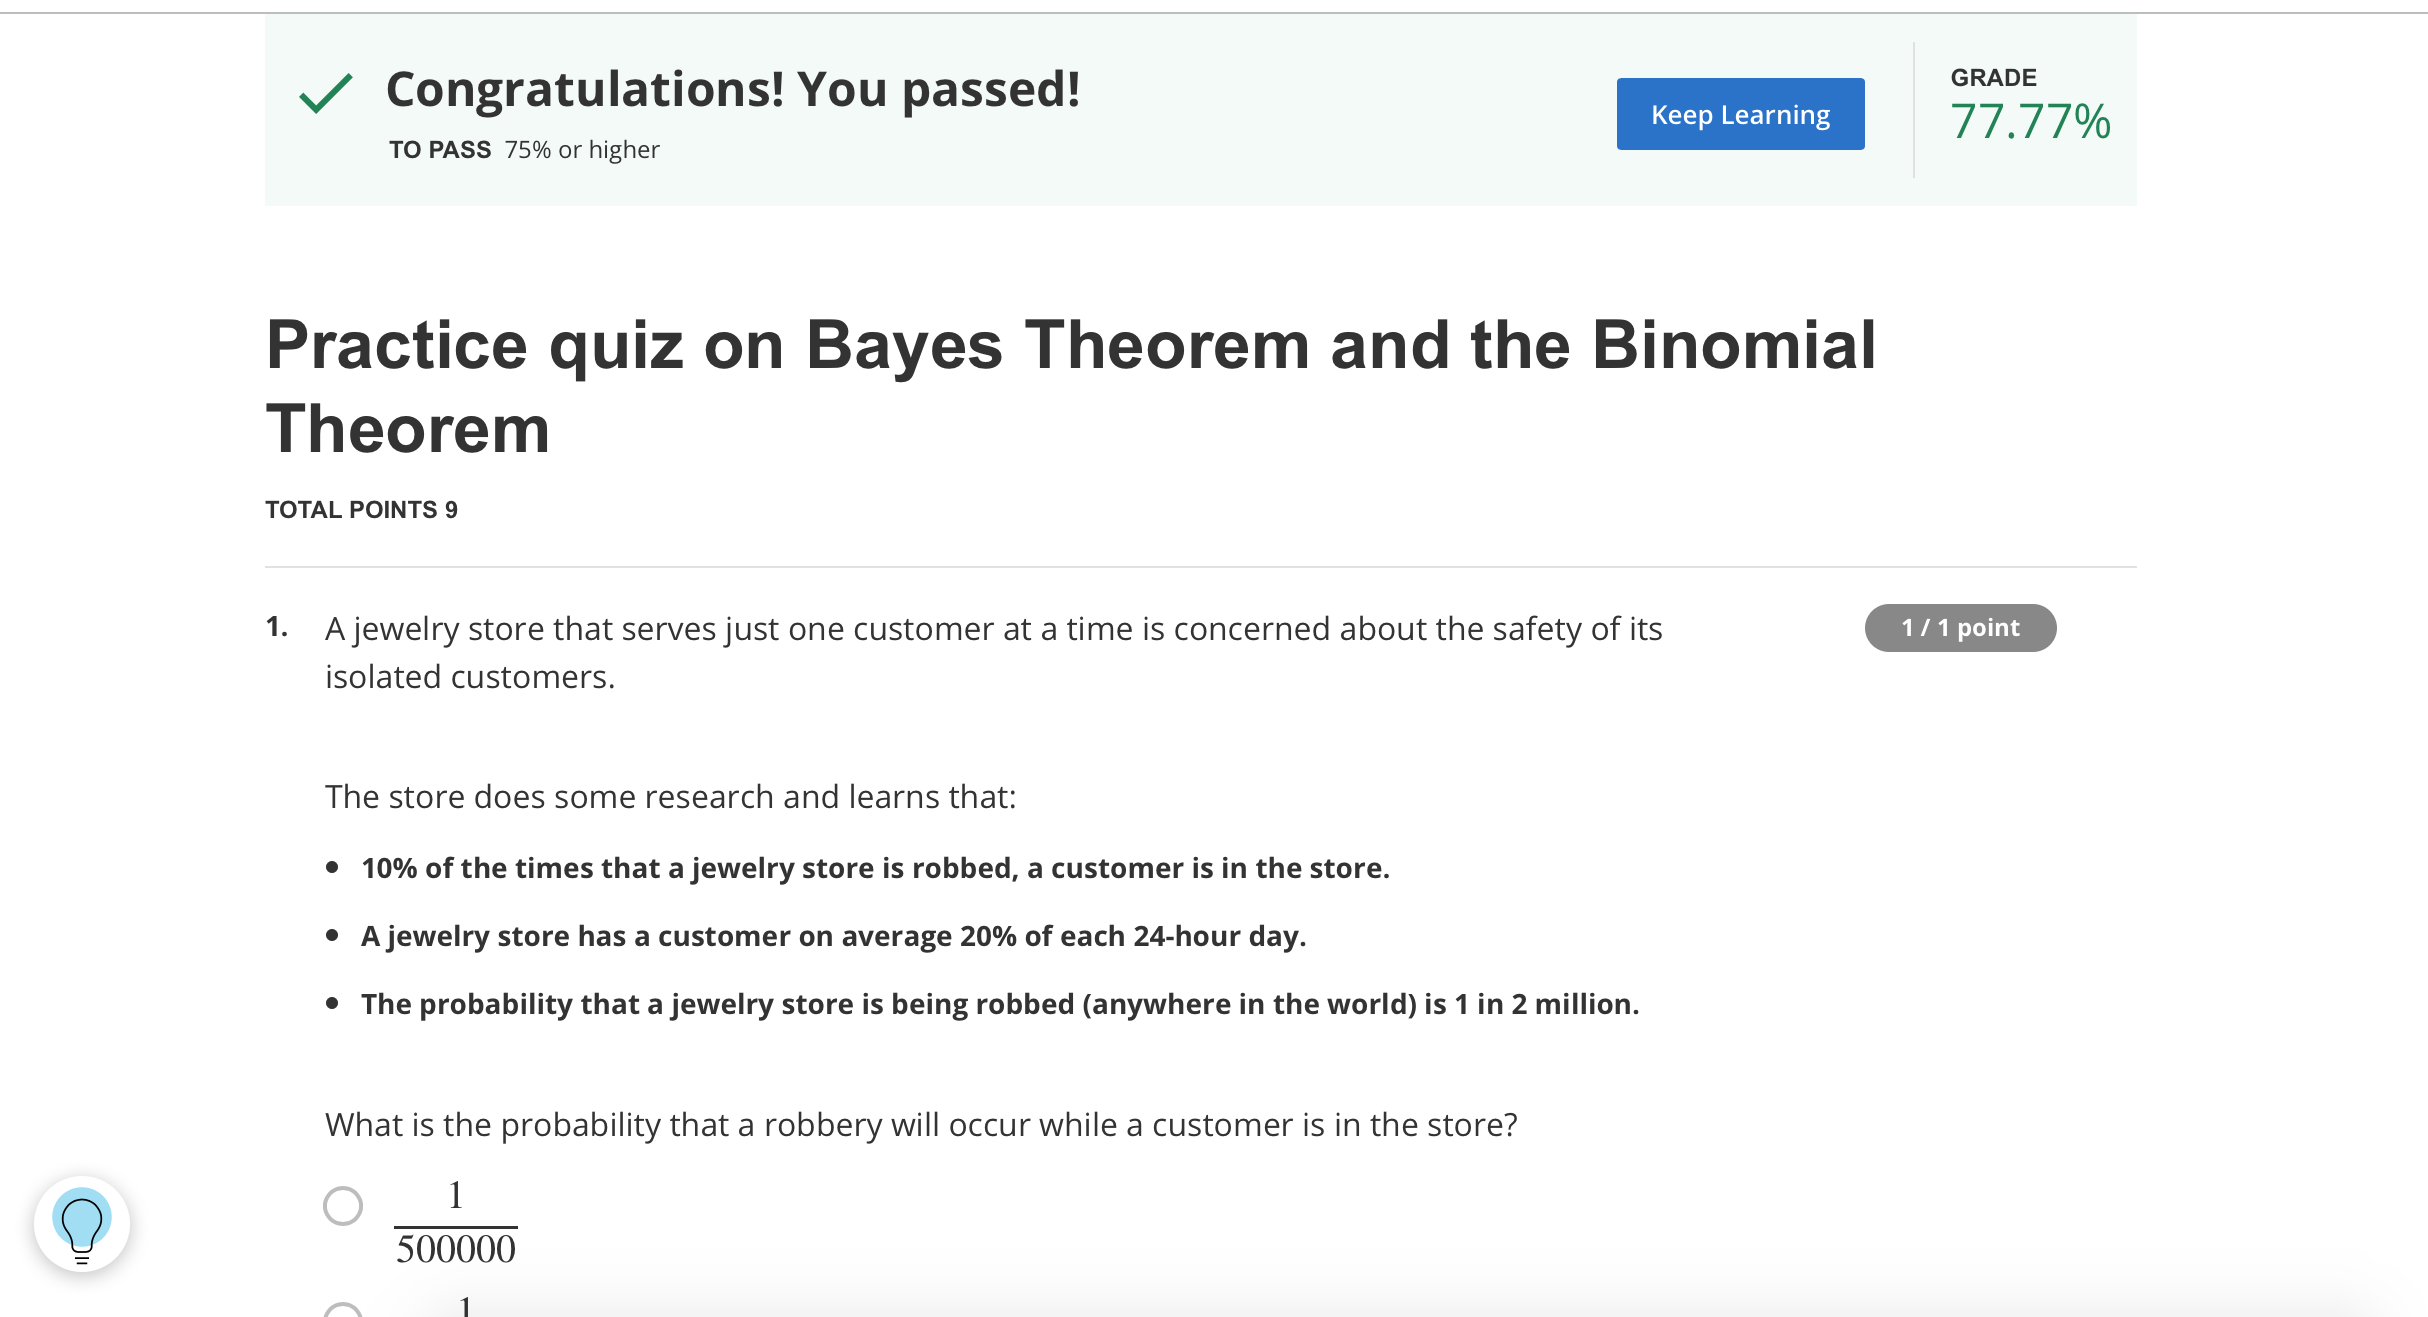 Congratulations! You passed!
TO PASS 75% or higher
Keep Learning
GRADE
77.77%
Practice quiz on Bayes Theorem and the Binomial
Theorem
TOTAL POINTS 9
1. A jewelry store that serves just one customer at a time is concerned about the safety of its
isolated customers.
1 / 1 point
The store does some research and learns that:
• 10% of the times that a jewelry store is robbed, a customer is in the store.
• A jewelry store has a customer on average 20% of each 24-hour day.
• The probability that a jewelry store is being robbed (anywhere in the world) is 1 in 2 million.
What is the probability that a robbery will occur while a customer is in the store?
1
500000
1